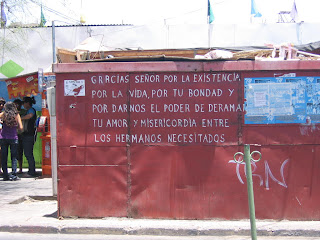 GRACIAS SEÑOR POR LA EXISTENCIA,
POR LA VIDA, POR TU BONDAD Y
POR DARNOS EL PODER DE DERAMAR
TU AMOR Y MISERICORDIA ENTRE
LOS HERMANOS NECESITADOS